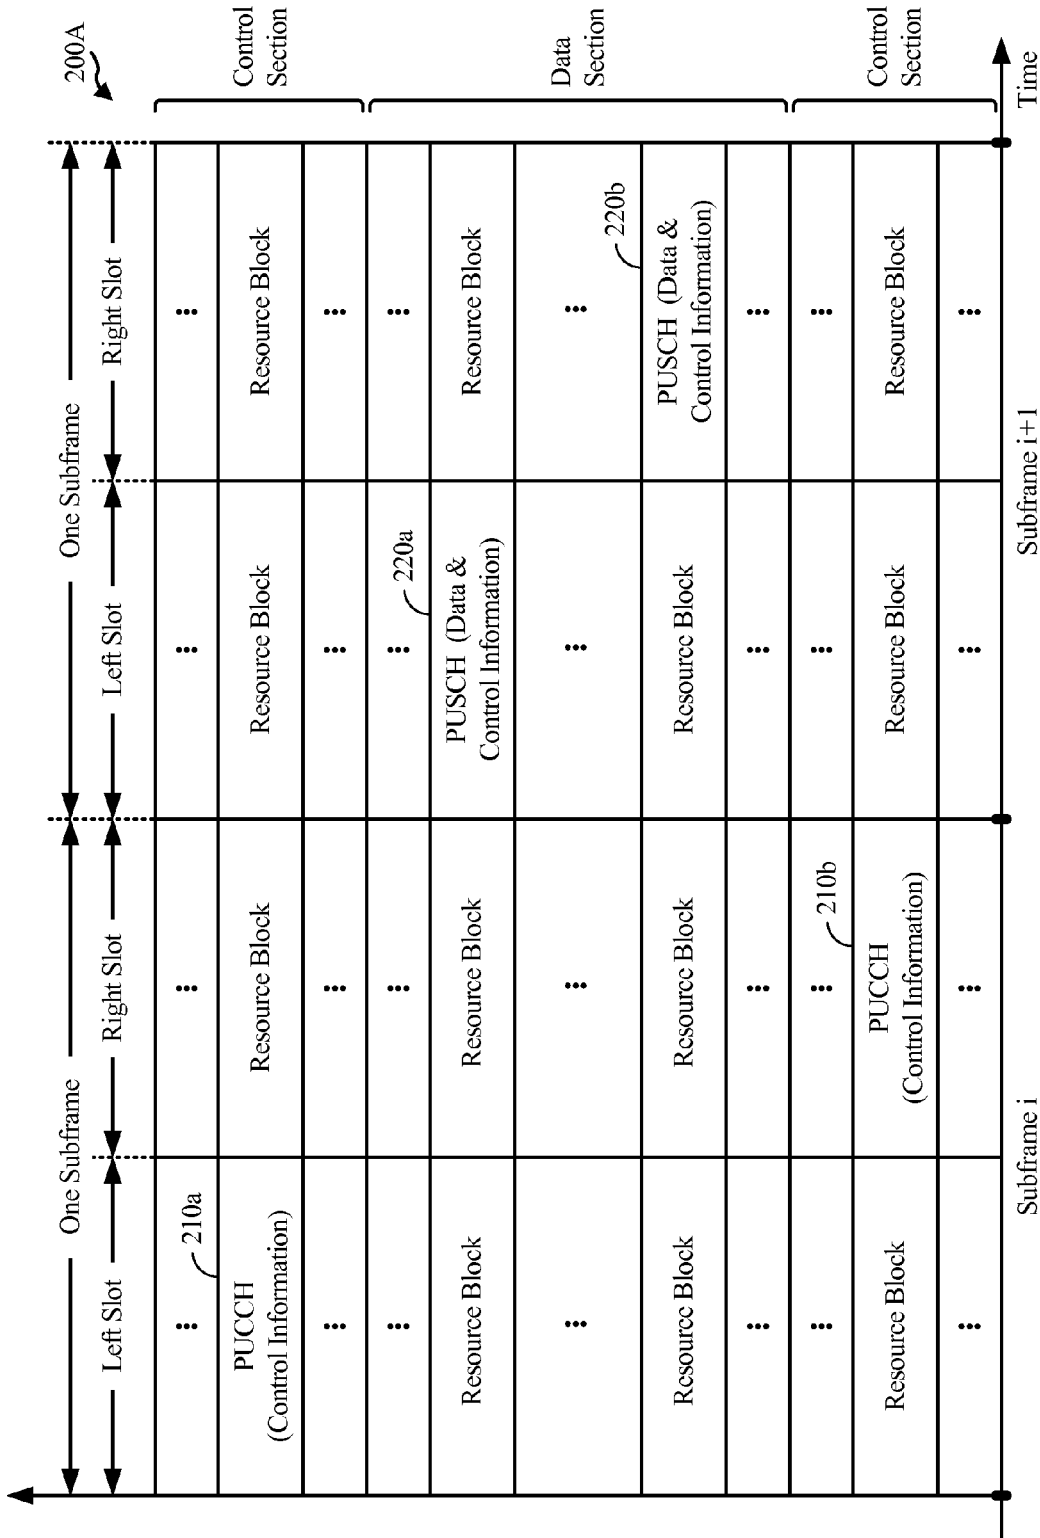 200A
One Subframe
One Subframe
Left Slot
Right Slot
Left Slot
Right Slot
...
210a
...
...
...
PUCCH
(Control Information)
Resource Block
Resource Block
Resource Block
...
...
...
...
Control
Section
...
...
...
220a
...
Resource Block
Resource Block
PUSCH (Data &
Control Information)
Resource Block
...
...
...
...
220b
Resource Block
Resource Block
Resource Block
PUSCH (Data &
Control Information)
...
...
...
...
Data
Section
...
...
210b
...
...
Resource Block
PUCCH
(Control Information)
Resource Block
Resource Block
...
...
...
...
Control
Section
Subframe i
Subframe i+1
Time